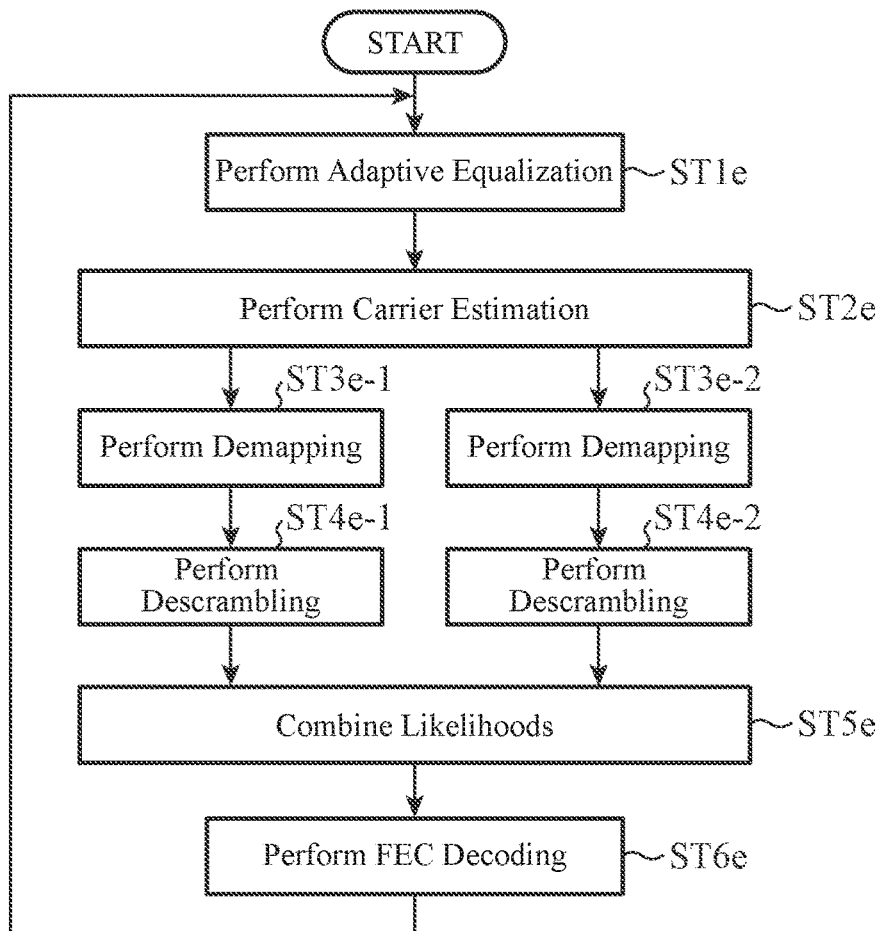 START
Perform Adaptive Equalization
ST1e
Perform Carrier Estimation
ST2e
ST3e-1
ST3e-2
Perform Demapping
Perform Demapping
ST4e-1
ST4e-2
Perform
Descrambling
Perform
Descrambling
Combine Likelihoods
ST5e
Perform FEC Decoding
ST6e